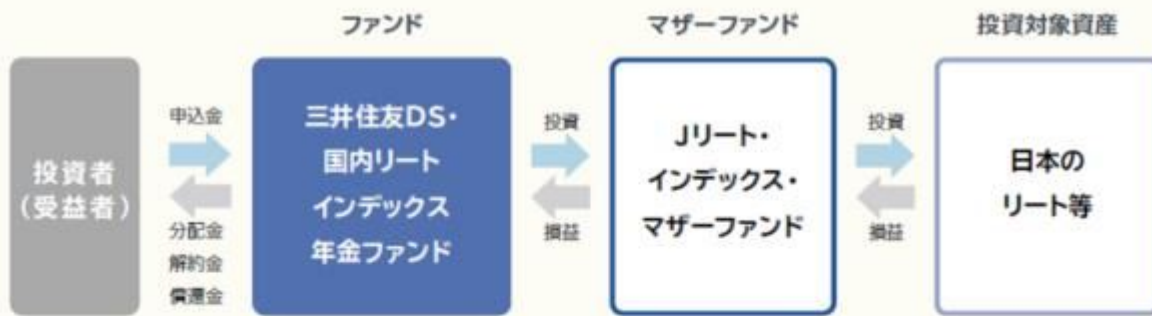 ファンド
マザーファンド
投資対象資産
投資者
(受益者)
申込金
分配金
解約金
償還金
三井住友DS・
国内リート
インデックス
年金ファンド
投資
損益
Jリート・
インデックス・
マザーファンド
投資
損益
日本の
リート等